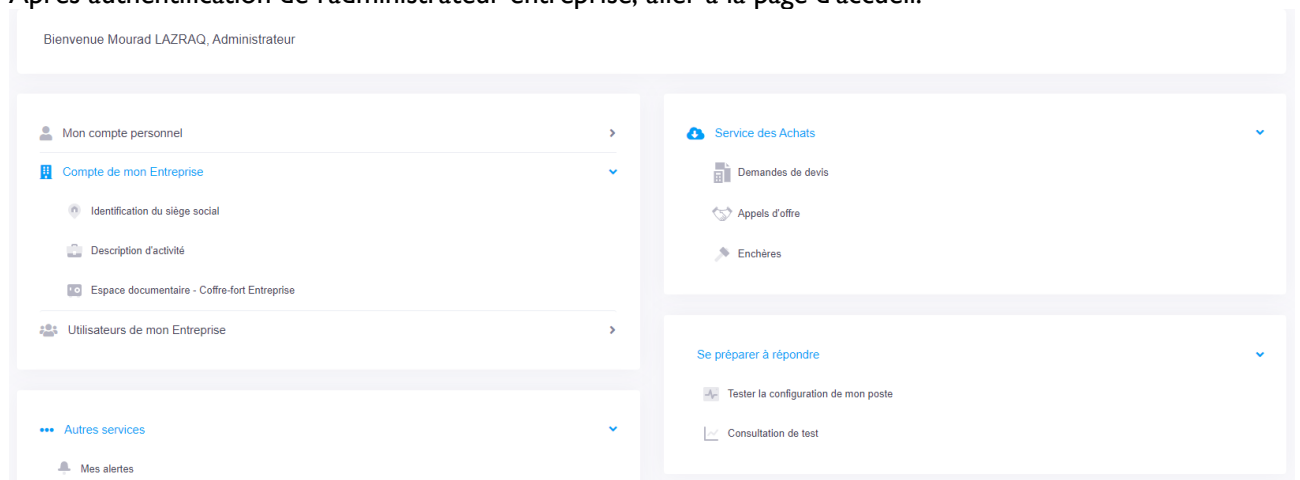 Après authentification de l'administrateur entreprise, aller à la page d'accueil.
Bienvenue Mourad LAZRAQ, Administrateur
Mon compte personnel
Compte de mon Entreprise
Identification du siège social
Description d'activité
Espace documentaire - Coffre-fort Entreprise
Utilisateurs de mon Entreprise
Autres services
Mes alertes
Service des Achats
Demandes de devis
Appels d'offre
Enchères
Se préparer à répondre
Tester la configuration de mon poste
Consultation de test